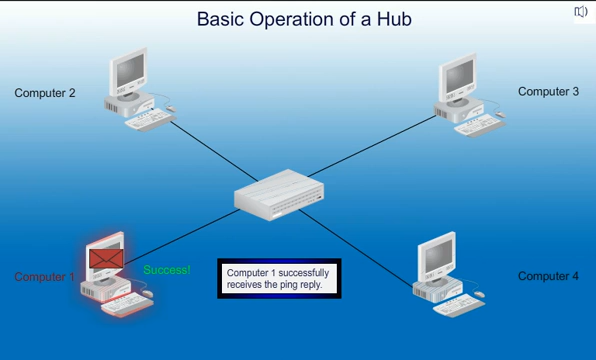 Basic Operation of a Hub
Computer 2
Computer 3
Computer 1
Success!
Computer 4
Computer 1 successfully
receives the ping reply.